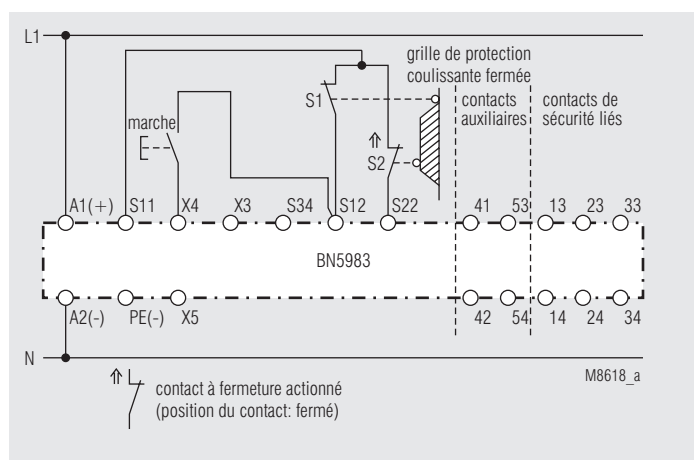 L1
grille de protection
coulissante fermée
S1
contacts
auxiliaires
contacts de
sécurité liés
marche
S2
A1(+) S11 X4 X3 S34 S12 S22 41 53 13 23 33
BN5983
A2(-) PE(-) X5 42 54 14 24 34
N
M8618_a
contact à fermeture actionné
(position du contact: fermé)